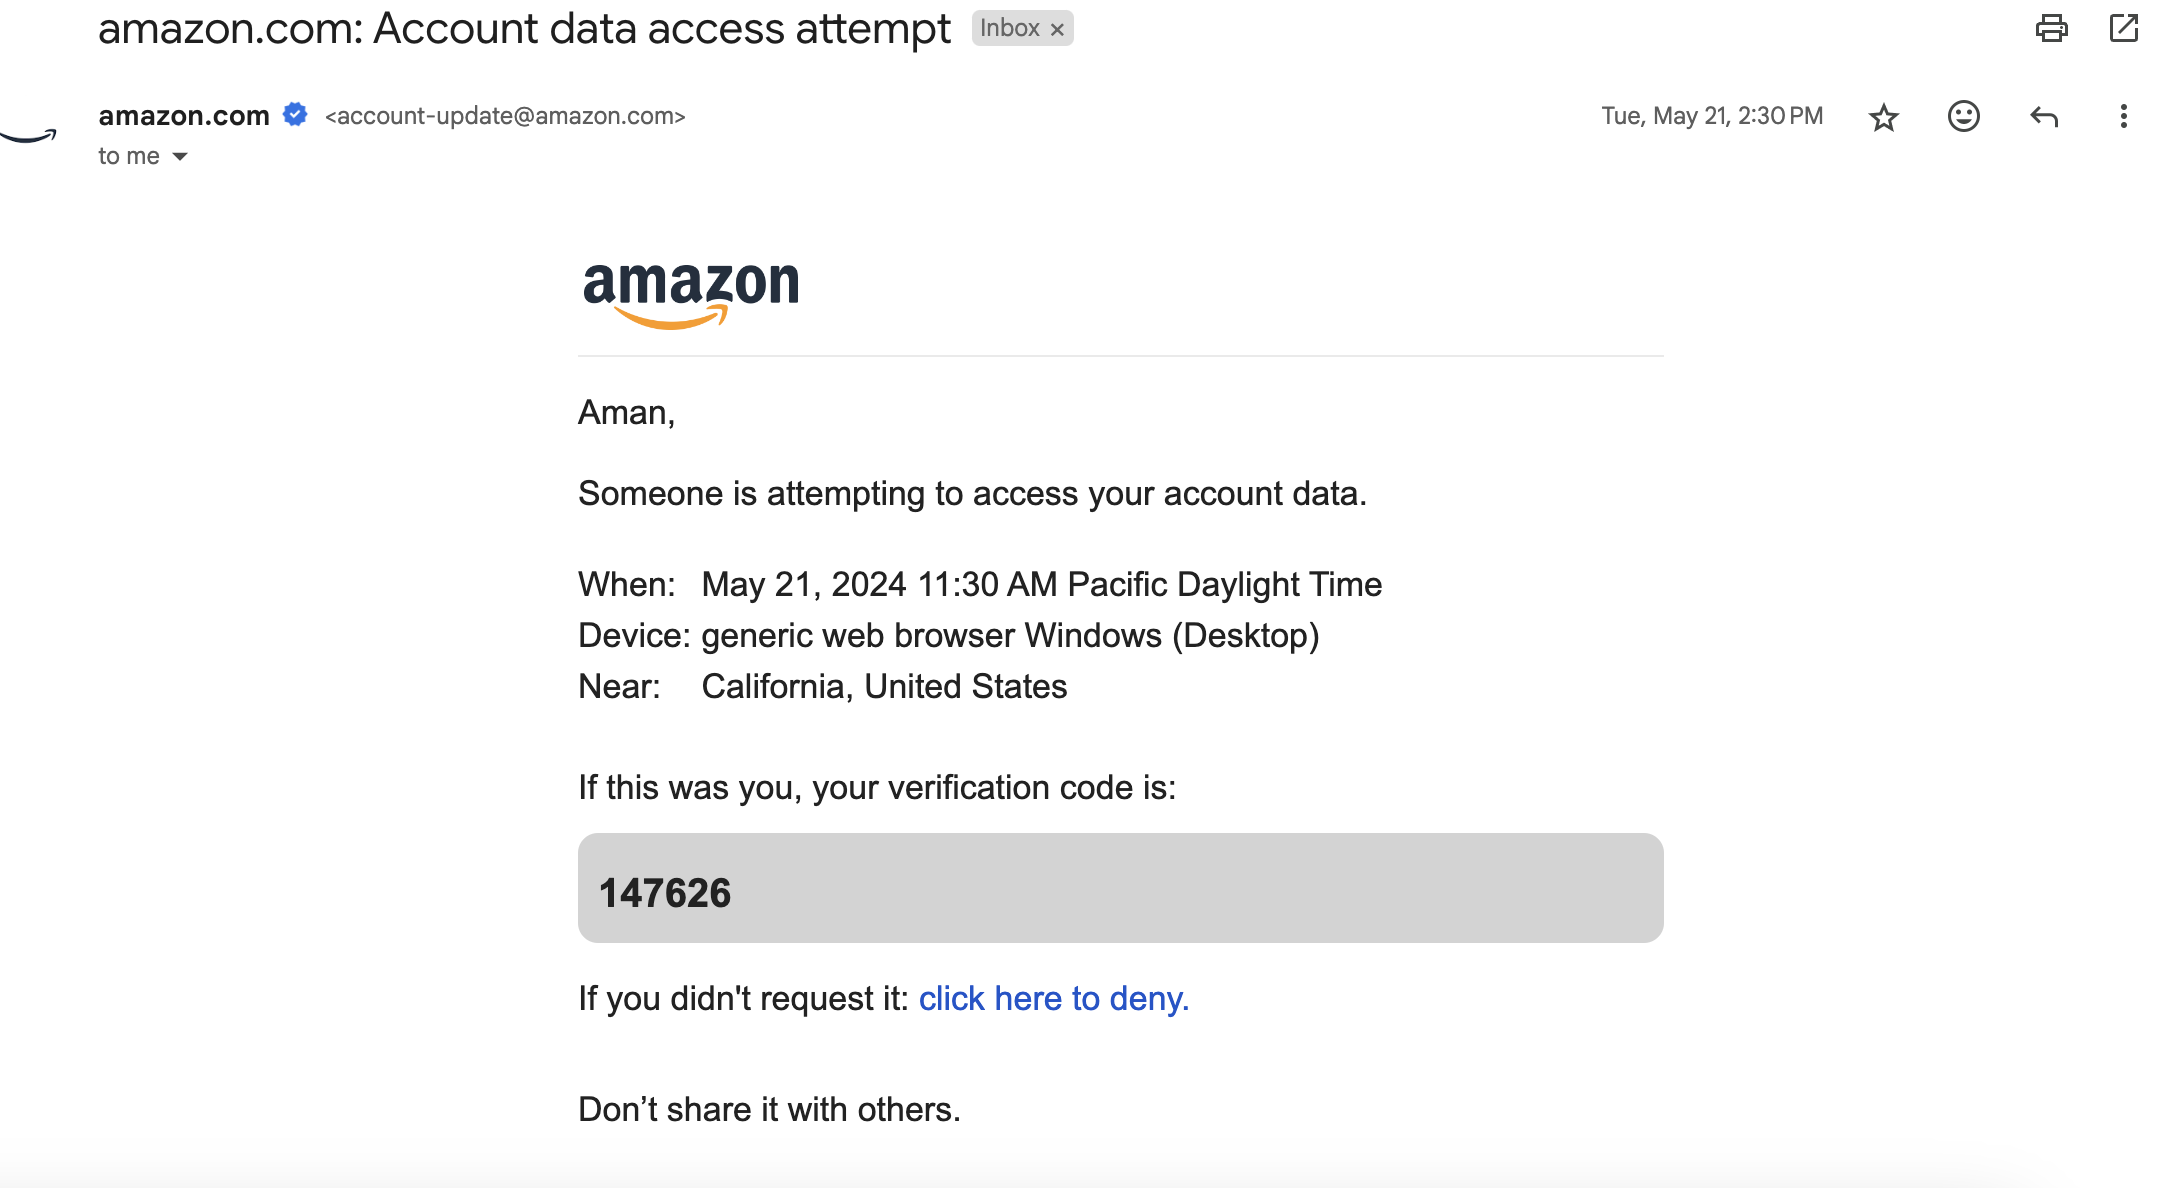 amazon.com: Account data access attempt Inbox ×
amazon.com <account-update@amazon.com> Tue, May 21, 2:30 PM
to me
amazon
Aman,
Someone is attempting to access your account data.
When: May 21, 2024 11:30 AM Pacific Daylight Time
Device: generic web browser Windows (Desktop)
Near: California, United States
If this was you, your verification code is:
147626
If you didn't request it: click here to deny.
Don’t share it with others.